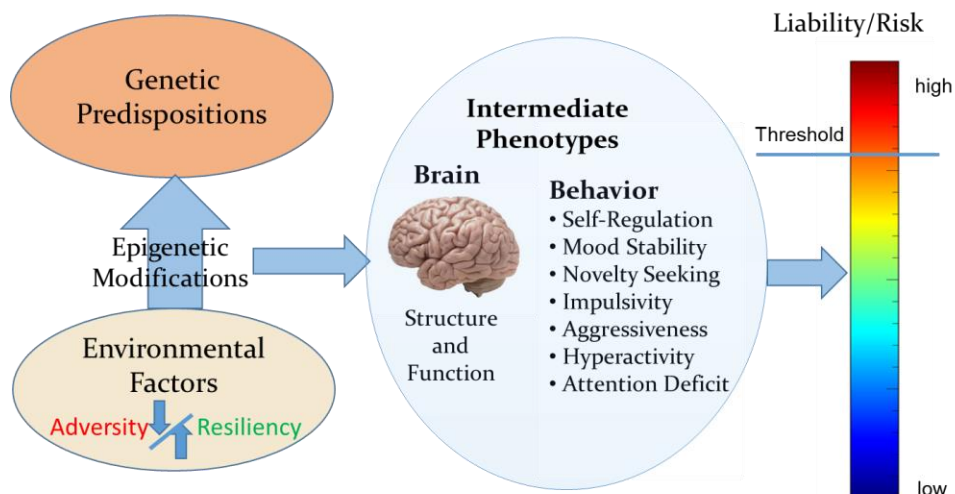 Genetic
Predispositions
Epigenetic
Modifications
Environmental
Factors
Adversity
Resiliency
Intermediate
Phenotypes
Brain
Structure
and
Function
Behavior
• Self-Regulation
• Mood Stability
• Novelty Seeking
• Impulsivity
• Aggressiveness
• Hyperactivity
• Attention Deficit
Liability/Risk
high
Threshold
low